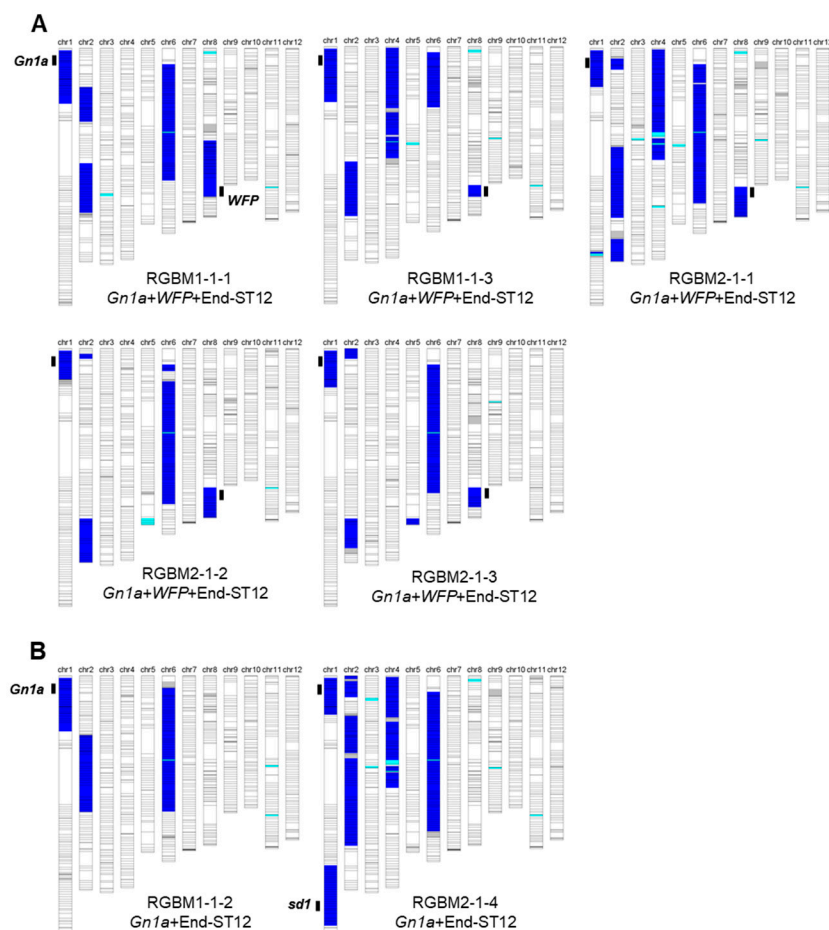 A
chr1 chr2 chr3 chr4 chr5 chr6 chr7 chr8 chr9 chr10 chr11 chr12
Gn1a
WFP
RGBM1-1-1
Gn1a+WFP+End-ST12
chr1 chr2 chr3 chr4 chr5 chr6 chr7 chr8 chr9 chr10 chr11 chr12
RGBM1-1-3
Gn1a+WFP+End-ST12
chr1 chr2 chr3 chr4 chr5 chr6 chr7 chr8 chr9 chr10 chr11 chr12
RGBM2-1-1
Gn1a+WFP+End-ST12
chr1 chr2 chr3 chr4 chr5 chr6 chr7 chr8 chr9 chr10 chr11 chr12
RGBM2-1-2
Gn1a+WFP+End-ST12
chr1 chr2 chr3 chr4 chr5 chr6 chr7 chr8 chr9 chr10 chr11 chr12
RGBM2-1-3
Gn1a+WFP+End-ST12
B
chr1 chr2 chr3 chr4 chr5 chr6 chr7 chr8 chr9 chr10 chr11 chr12
Gn1a
RGBM1-1-2
Gn1a+End-ST12
chr1 chr2 chr3 chr4 chr5 chr6 chr7 chr8 chr9 chr10 chr11 chr12
sd1
RGBM2-1-4
Gn1a+End-ST12